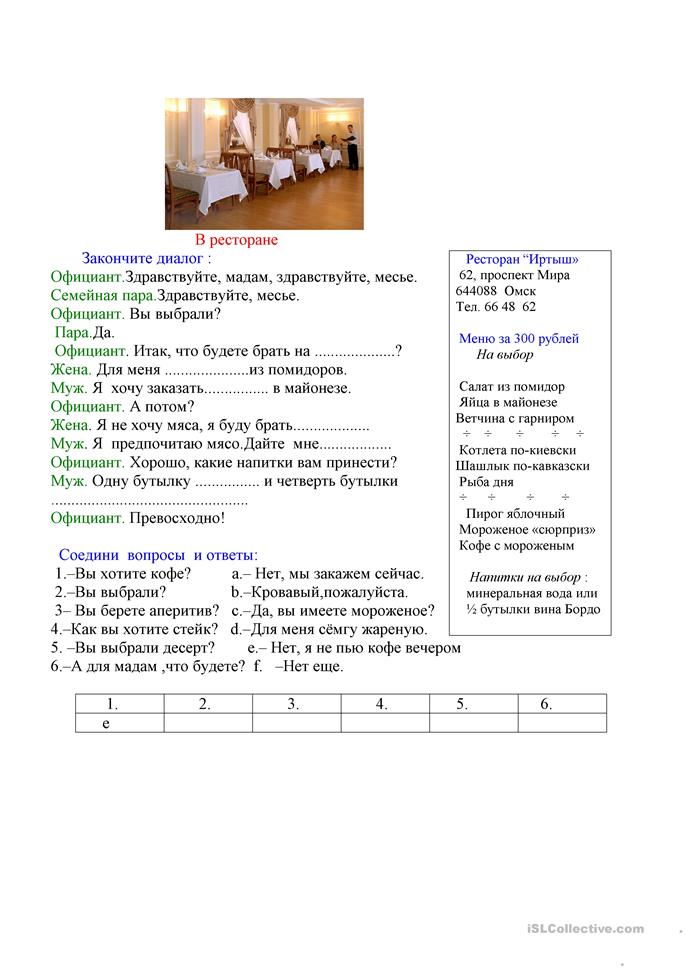 В ресторане
Закончите диалог :
Официант.Здравствуйте, мадам, здравствуйте, месье.
Семейная пара.Здравствуйте, месье.
Официант. Вы выбрали?
Пара.Да.
Официант. Итак, что будете брать на .....................?
Жена. Для меня ......................из помидоров.
Муж. Я хочу заказать................. в майонезе.
Официант. А потом?
Жена. Я не хочу мяса, я буду брать....................
Муж. Я предпочитаю мясо.Дайте мне...................
Официант. Хорошо, какие напитки вам принести?
Муж. Одну бутылку ................. и четверть бутылки
...................................................
Официант. Превосходно!
Ресторан “Иртыш»
62, проспект Мира
644088 Омск
Тел. 66 48 62
Меню за 300 рублей
На выбор
Салат из помидор
Яйца в майонезе
Ветчина с гарниром
÷ ÷ ÷ ÷ ÷
Котлета по-киевски
Шашлык по-кавказски
Рыба дня
÷ ÷ ÷ ÷
Пирог яблочный
Мороженое «сюрприз»
Кофе с мороженым
Напитки на выбор :
минеральная вода или
½ бутылки вина Бордо
Соедини вопросы и ответы:
1.–Вы хотите кофе? a.– Нет, мы закажем сейчас.
2.–Вы выбрали? b.–Кровавый,пожалуйста.
3– Вы берете аперитив? c.–Да, вы имеете мороженое?
4.–Как вы хотите стейк? d.–Для меня сёмгу жареную.
5. –Вы выбрали десерт? e.– Нет, я не пью кофе вечером
6.–А для мадам ,что будете? f. –Нет еще.
1. 2. 3. 4. 5. 6.
e
iSLCollective.com